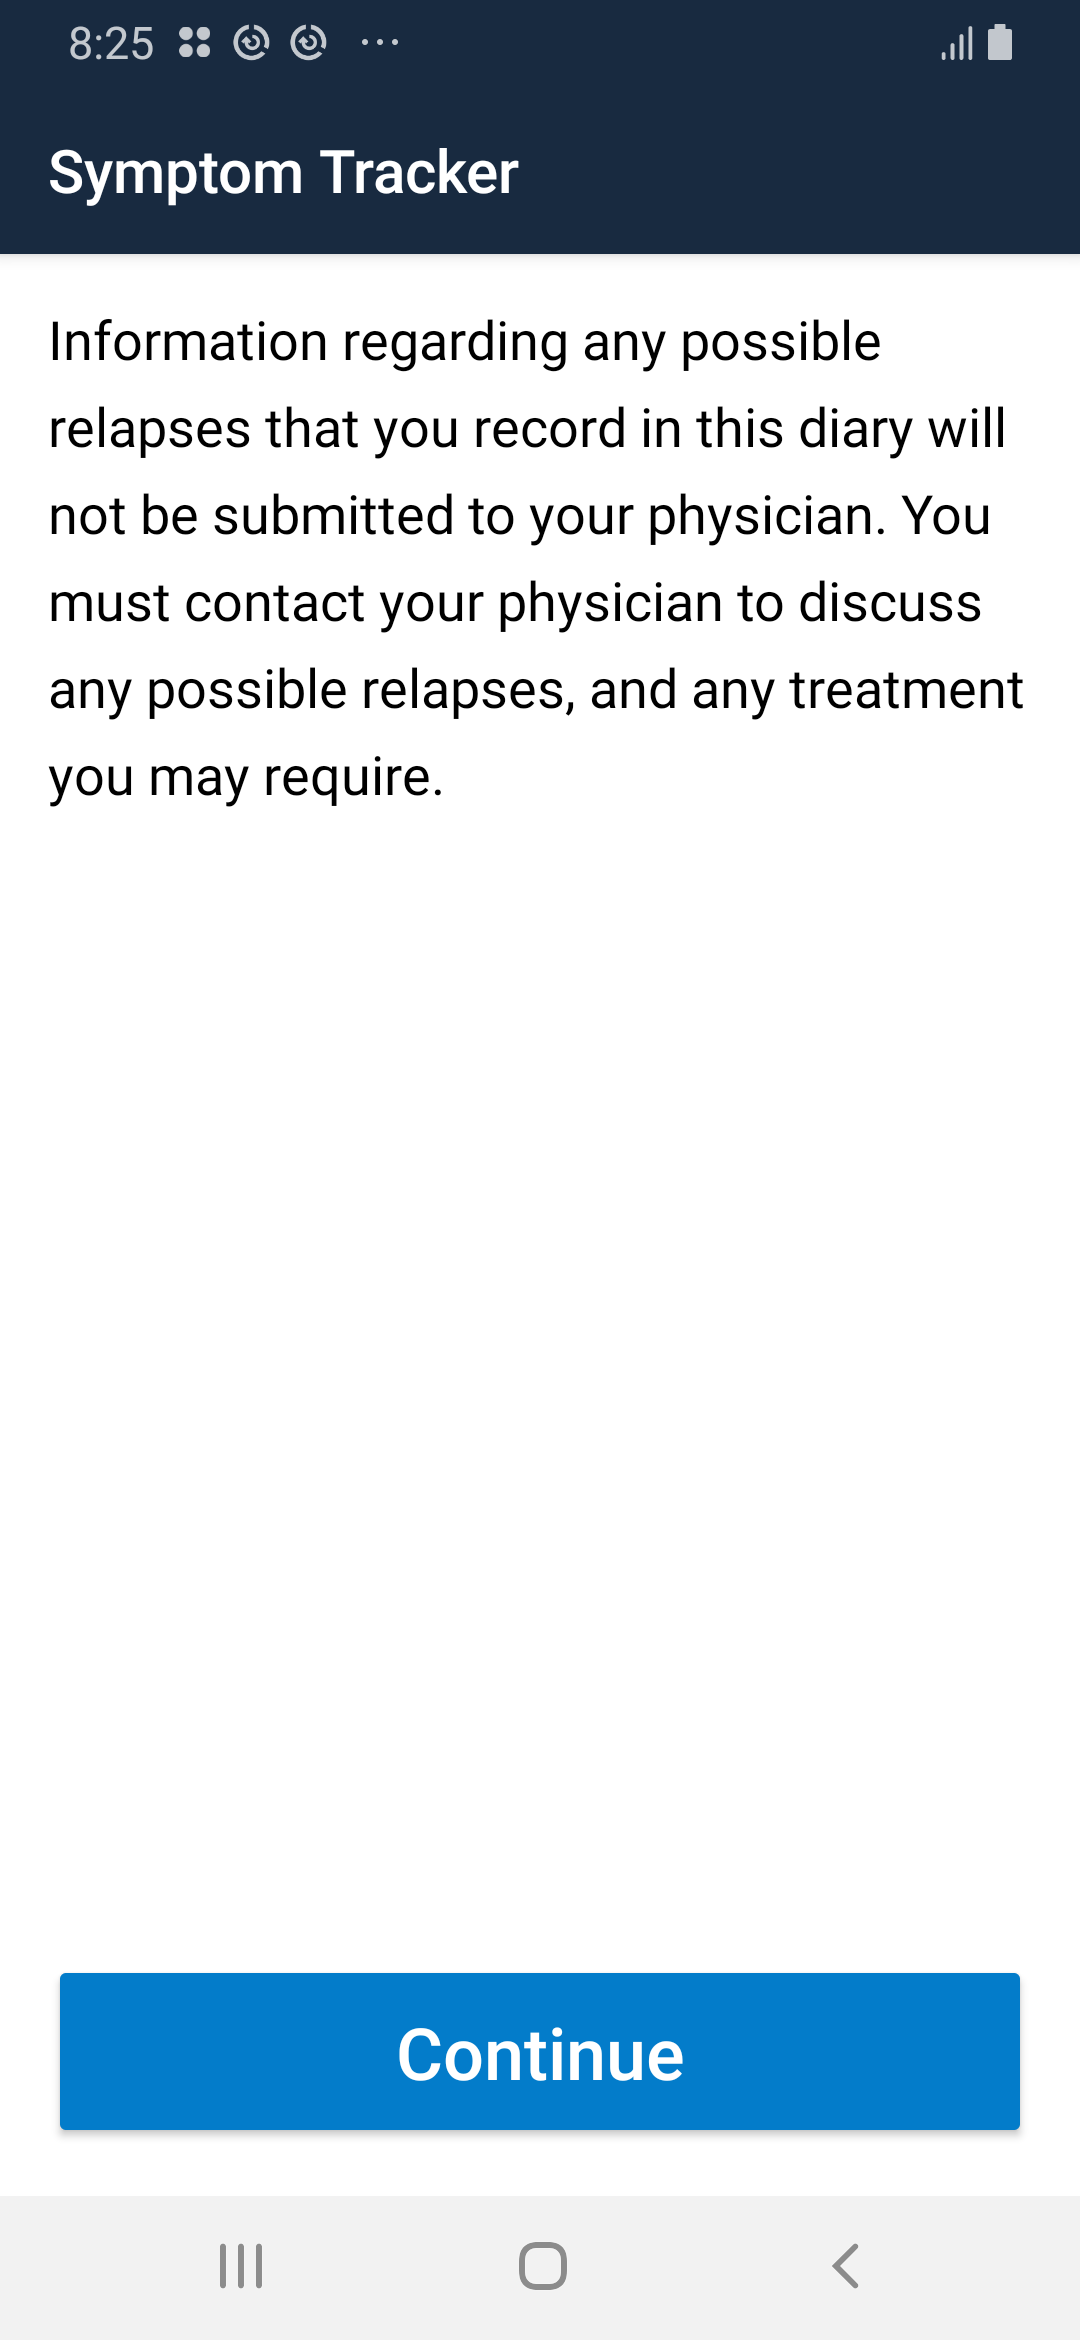 8:25
Symptom Tracker
Information regarding any possible
relapses that you record in this diary will
not be submitted to your physician. You
must contact your physician to discuss
any possible relapses, and any treatment
you may require.
Continue